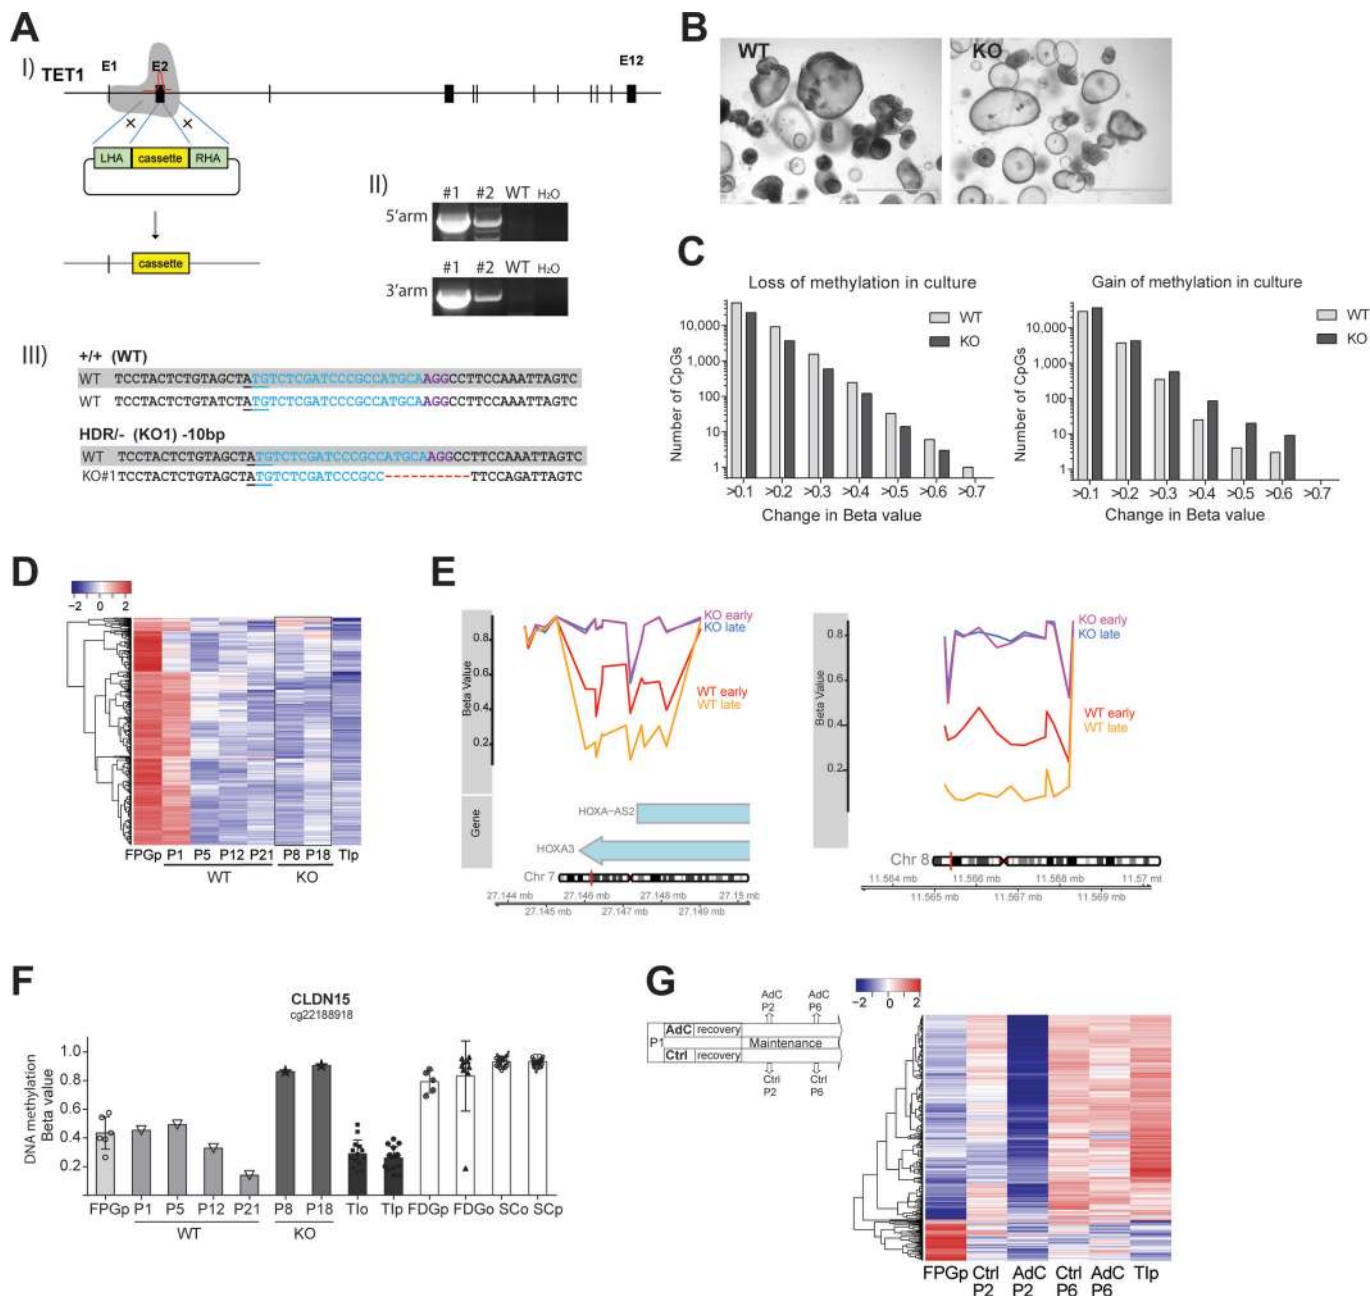 A
I)
TET1
E1
E2
E12
LHA
cassette
RHA
cassette
II)
#1 #2 WT H₂O
5'arm
#1 #2 WT H₂O
3'arm
III)
+/+ (WT)
WT TCCTACTCTGTAGCTATGTCTCGATCCCGCCATGCAAGGCCTTCCAAATTAGTC
WT TCCTACTCTGTATCTATGTCTCGATCCCGCCATGCAAGGCCTTCCAAATTAGTC
HDR/- (KO1) -10bp
WT TCCTACTCTGTAGCTATGTCTCGATCCCGCCATGCAAGGCCTTCCAAATTAGTC
KO#1 TCCTACTCTGTAGCTATGTCTCGATCCCGCC----------TTCCAGATTAGTC
B
WT
KO
C
Loss of methylation in culture
WT
KO
Number of CpGs
10,000
1,000
100
10
1
>0.1 >0.2 >0.3 >0.4 >0.5 >0.6 >0.7
Change in Beta value
Gain of methylation in culture
WT
KO
Number of CpGs
10,000
1,000
100
10
1
>0.1 >0.2 >0.3 >0.4 >0.5 >0.6 >0.7
Change in Beta value
D
−2 0 2
FPGp P1 P5 P12 P21 P8 P18 TIp
WT KO
E
Beta Value
0.8
0.6
0.4
0.2
KO early
KO late
WT early
WT late
Gene
HOXA−AS2
HOXA3
Chr 7
27.144 mb 27.146 mb 27.148 mb 27.15 mb
27.145 mb 27.147 mb 27.149 mb
Beta Value
0.8
0.6
0.4
0.2
KO early
KO late
WT early
WT late
Chr 8
11.564 mb 11.566 mb 11.568 mb 11.57 mb
11.565 mb 11.567 mb 11.569 mb
F
CLDN15
cg22188918
DNA methylation
Beta value
1.0
0.8
0.6
0.4
0.2
FPGp P1 P5 P12 P21 P8 P18 TIo TIp FDGp FDGo SCo SCp
WT KO
G
AdC P2
AdC P6
P1
AdC recovery
Maintenance
Ctrl recovery
Ctrl P2
Ctrl P6
−2 0 2
FPGp Ctrl AdC Ctrl AdC TIp
P2 P2 P6 P6